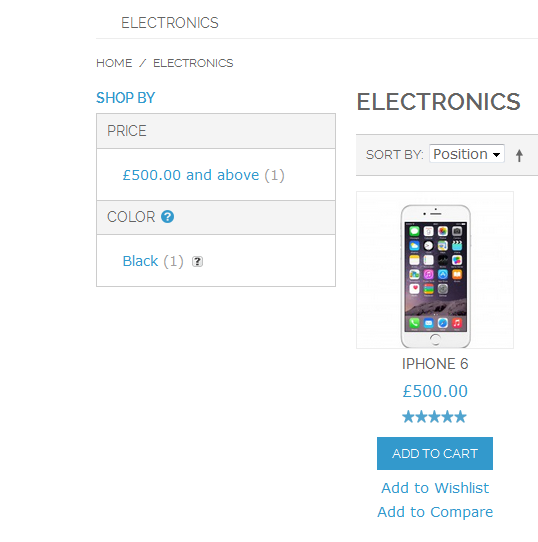 ELECTRONICS
HOME / ELECTRONICS
SHOP BY
PRICE
£500.00 and above (1)
COLOR ?
Black (1) ?
ELECTRONICS
SORT BY: Position
IPHONE 6
£500.00
ADD TO CART
Add to Wishlist
Add to Compare